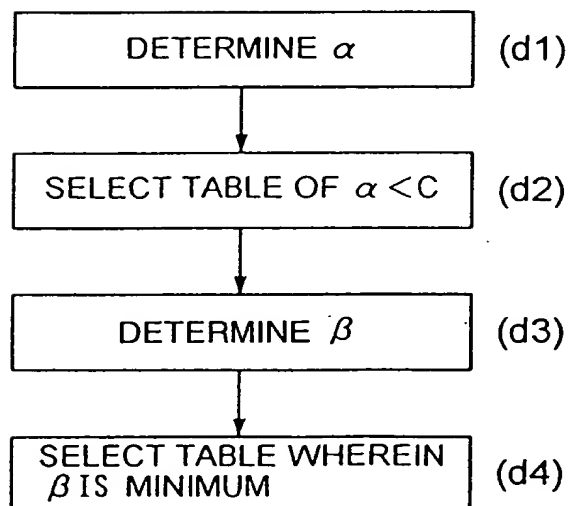 DETERMINE α (d1)
SELECT TABLE OF α<C (d2)
DETERMINE β (d3)
SELECT TABLE WHEREIN
β IS MINIMUM (d4)